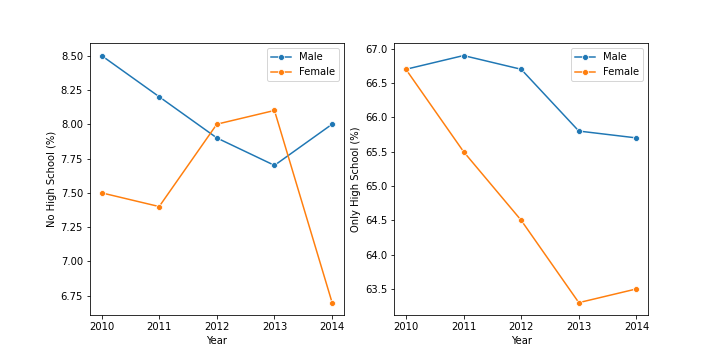 No High School (%)
8.50
8.25
8.00
7.75
7.50
7.25
7.00
6.75
2010 2011 2012 2013 2014
Year
Male
Female
Only High School (%)
67.0
66.5
66.0
65.5
65.0
64.5
64.0
63.5
2010 2011 2012 2013 2014
Year
Male
Female